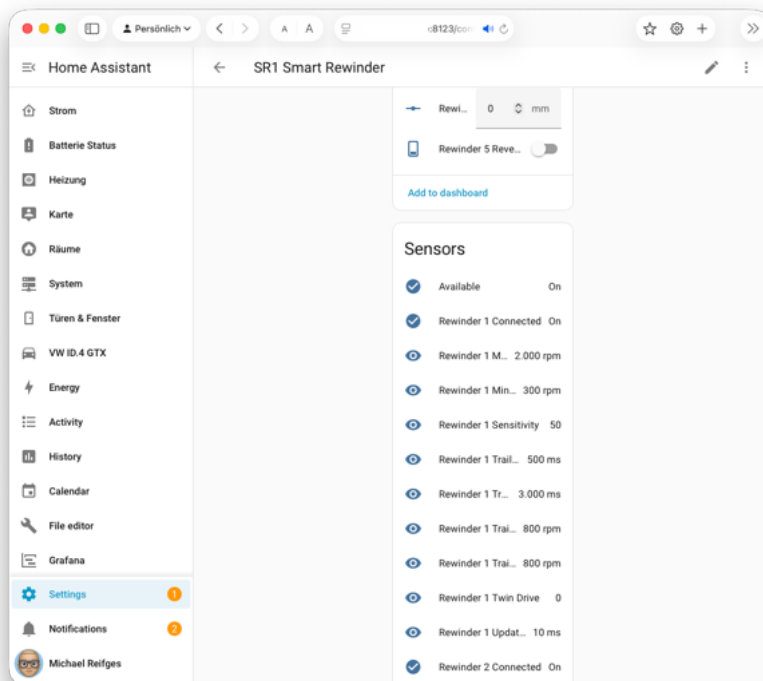 Persönlich
A A
c8123/con
Home Assistant
SR1 Smart Rewinder
Strom
Batterie Status
Heizung
Karte
Räume
System
Türen & Fenster
VW ID.4 GTX
Energy
Activity
History
Calendar
File editor
Grafana
Settings 1
Notifications 2
Michael Reifges
Rewi... 0 mm
Rewinder 5 Reve...
Add to dashboard
Sensors
Available On
Rewinder 1 Connected On
Rewinder 1 M... 2.000 rpm
Rewinder 1 Min... 300 rpm
Rewinder 1 Sensitivity 50
Rewinder 1 Trail... 500 ms
Rewinder 1 Tr... 3.000 ms
Rewinder 1 Trai... 800 rpm
Rewinder 1 Trai... 800 rpm
Rewinder 1 Twin Drive 0
Rewinder 1 Updat... 10 ms
Rewinder 2 Connected On